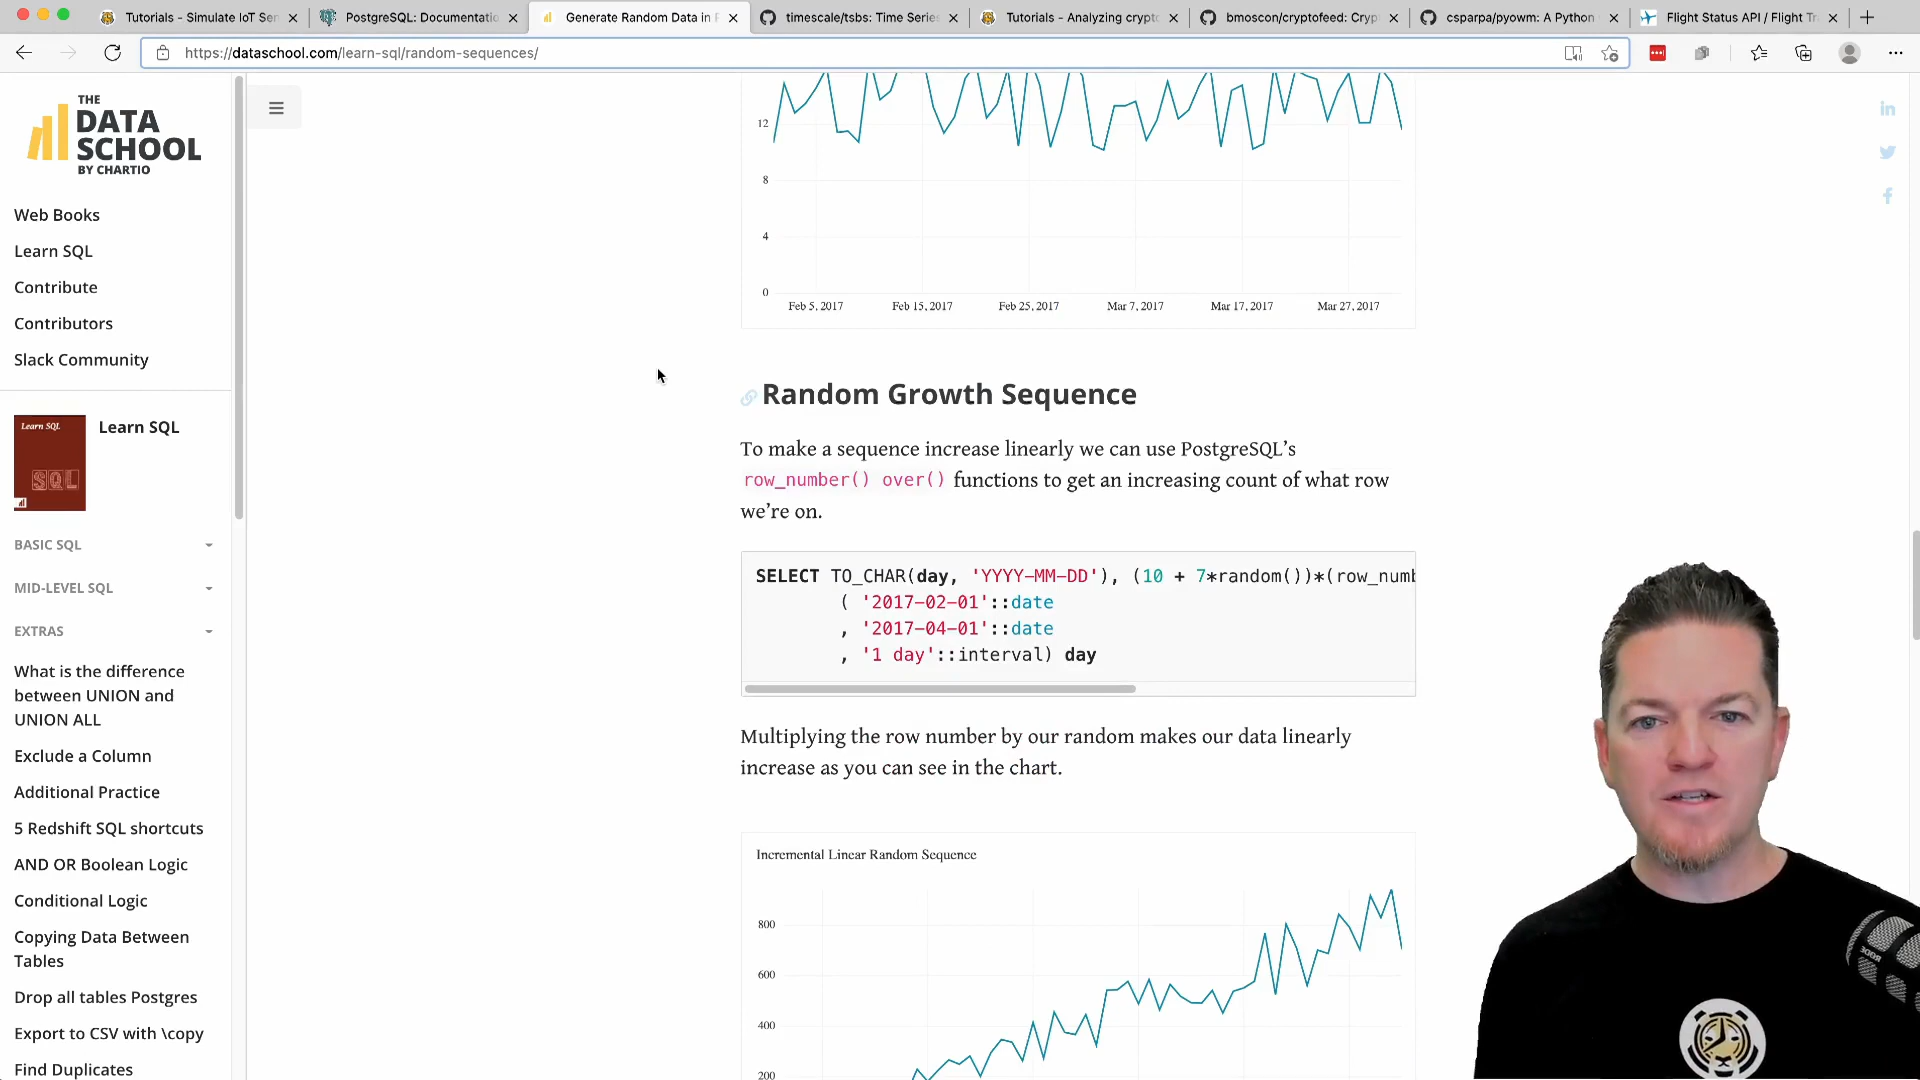 Tutorials - Simulate IoT Ser
PostgreSQL: Documentatio
Generate Random Data in P
timescale/tsbs: Time Series
Tutorials - Analyzing crypto
bmoscon/cryptofeed: Cryp
csparpa/pyowm: A Python
Flight Status API / Flight Tr
https://dataschool.com/learn-sql/random-sequences/
THE
DATA
SCHOOL
BY CHARTIO
Web Books
Learn SQL
Contribute
Contributors
Slack Community
Learn SQL
SQL
Learn SQL
BASIC SQL
MID-LEVEL SQL
EXTRAS
What is the difference
between UNION and
UNION ALL
Exclude a Column
Additional Practice
5 Redshift SQL shortcuts
AND OR Boolean Logic
Conditional Logic
Copying Data Between
Tables
Drop all tables Postgres
Export to CSV with \copy
Find Duplicates
12
8
4
0
Feb 5, 2017
Feb 15, 2017
Feb 25, 2017
Mar 7, 2017
Mar 17, 2017
Mar 27, 2017
Random Growth Sequence
To make a sequence increase linearly we can use PostgreSQL’s
row_number() over() functions to get an increasing count of what row
we’re on.
SELECT TO_CHAR(day, 'YYYY-MM-DD'), (10 + 7*random())*(row_numb
( '2017-02-01'::date
, '2017-04-01'::date
, '1 day'::interval) day
Multiplying the row number by our random makes our data linearly
increase as you can see in the chart.
Incremental Linear Random Sequence
800
600
400
200
RODE